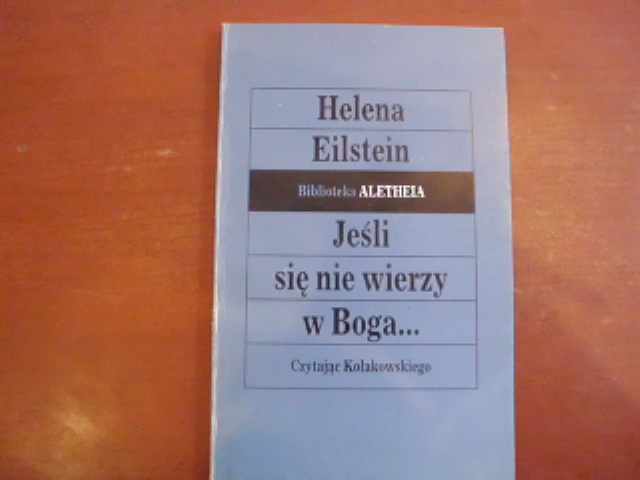 Helena
Eilstein
Biblioteka ALETHEIA
Jeśli
się nie wierzy
w Boga...
Czytając Kołakowskiego